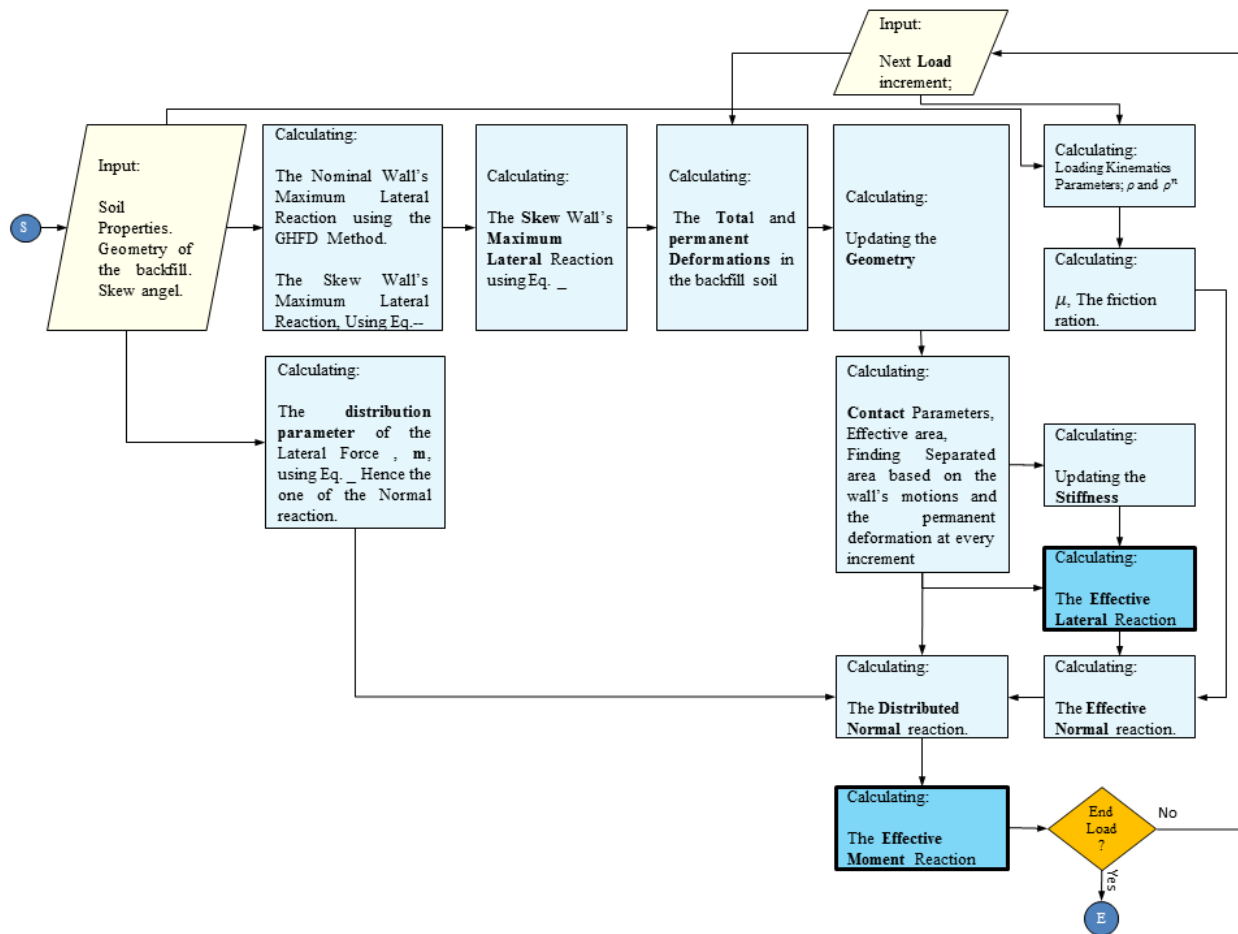 Input:
Next Load
increment;
S
Input:
Soil
Properties.
Geometry of
the backfill.
Skew angel.
Calculating:
The Nominal Wall’s
Maximum Lateral
Reaction using the
GHFD Method.
The Skew Wall’s
Maximum Lateral
Reaction, Using Eq.--
Calculating:
The Skew Wall’s
Maximum
Lateral Reaction
using Eq. _
Calculating:
The Total and
permanent
Deformations in
the backfill soil
Calculating:
Updating the
Geometry
Calculating:
Loading Kinematics
Parameters; ρ and ρⁿ
Calculating:
μ, The friction
ration.
Calculating:
The distribution
parameter of the
Lateral Force , m,
using Eq. _ Hence the
one of the Normal
reaction.
Calculating:
Contact Parameters,
Effective area,
Finding Separated
area based on the
wall’s motions and
the permanent
deformation at every
increment
Calculating:
Updating the
Stiffness
Calculating:
The Effective
Lateral Reaction
Calculating:
The Distributed
Normal reaction.
Calculating:
The Effective
Normal reaction.
Calculating:
The Effective
Moment Reaction
End
Load
?
No
Yes
E